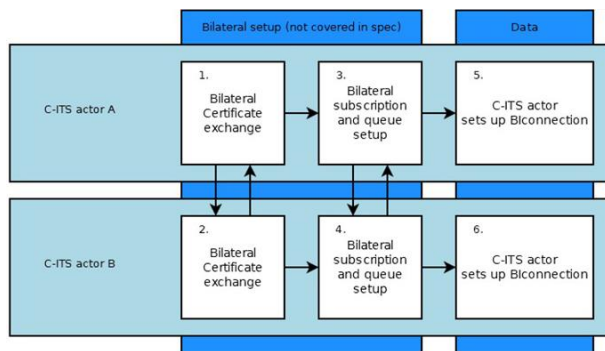 Bilateral setup (not covered in spec)
Data
C-ITS actor A
1.
Bilateral
Certificate
exchange
3.
Bilateral
subscription
and queue
setup
5.
C-ITS actor
sets up BIconnection
C-ITS actor B
2.
Bilateral
Certificate
exchange
4.
Bilateral
subscription
and queue
setup
6.
C-ITS actor
sets up BIconnection